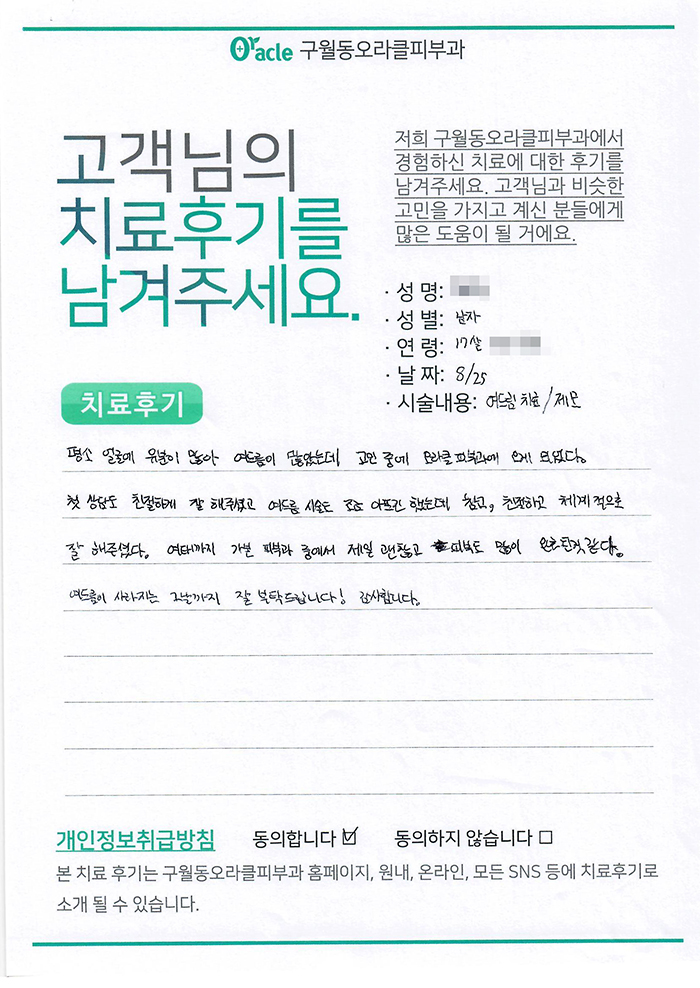 Oracle 구월동오라클피부과
고객님의
치료후기를
남겨주세요.
저희 구월동오라클피부과에서
경험하신 치료에 대한 후기를
남겨주세요. 고객님과 비슷한
고민을 가지고 계신 분들에게
많은 도움이 될 거에요.
· 성 명:
· 성 별: 남자
· 연 령: 17살
· 날 짜: 8/25
· 시술내용: 여드름 치료/제모
치료후기
평소 얼굴에 유분이 많아 여드름이 많았는데 고민 중에 오라클 피부과에 오게 되었다.
첫 상담도 친절하게 잘 해주셨고 여드름 시술도 조금 아프긴 했는데 참고, 친절하고 체계적으로
잘 해준셨다. 여태까지 가본 피부과 중에서 제일 괜찮고 피부도 많이 완화된것 같다.
여드름이 사라지는 그날까지 잘 부탁드립니다! 감사합니다.
개인정보취급방침 동의합니다 ☑ 동의하지 않습니다 □
본 치료 후기는 구월동오라클피부과 홈페이지, 원내, 온라인, 모든 SNS 등에 치료후기로
소개 될 수 있습니다.